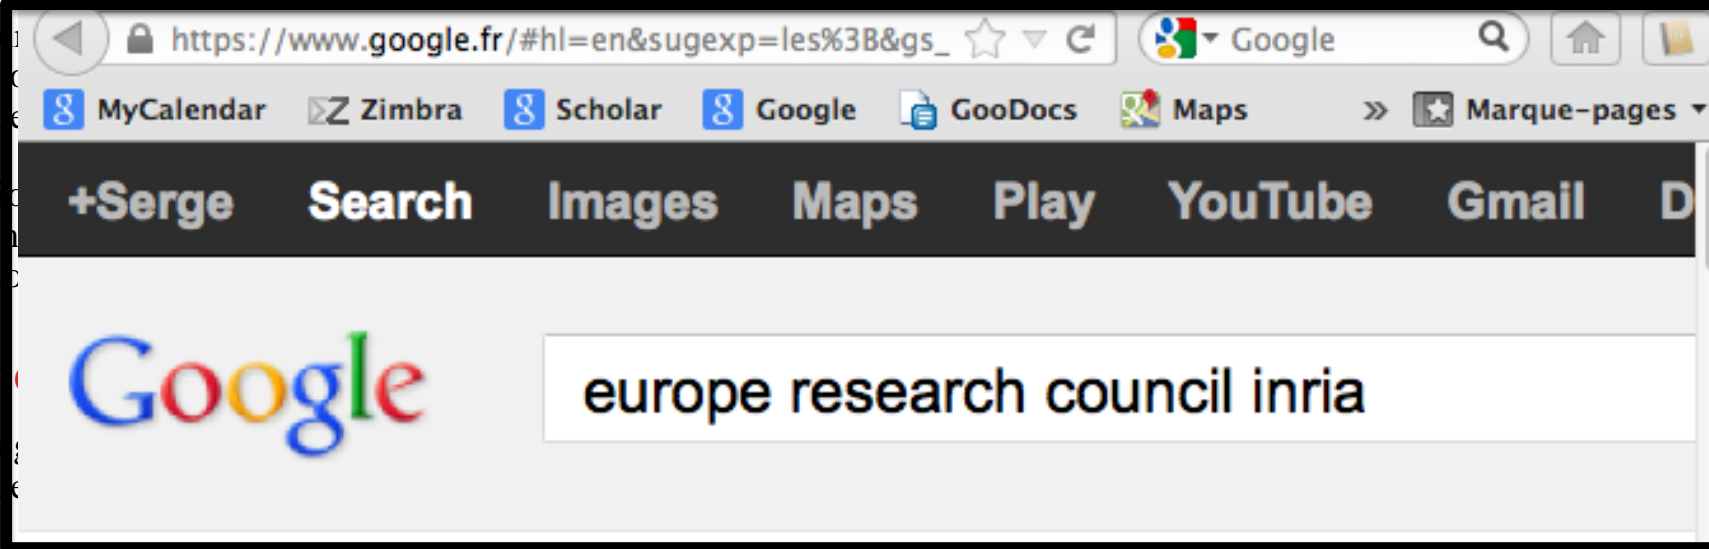 https://www.google.fr/#hl=en&sugexp=les%3B&gs_ Google
MyCalendar Zimbra Scholar Google GooDocs Maps » Marque-pages
+Serge Search Images Maps Play YouTube Gmail
Google europe research council inria